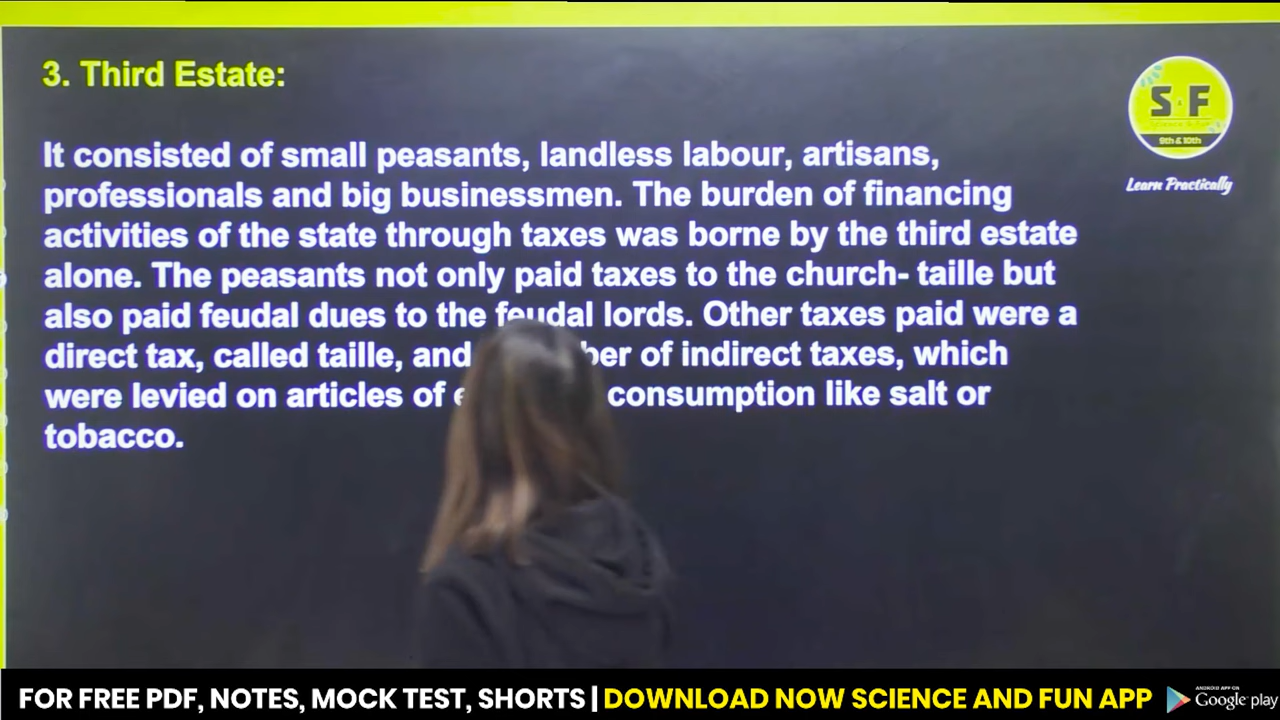 3. Third Estate:
It consisted of small peasants, landless labour, artisans,
professionals and big businessmen. The burden of financing
activities of the state through taxes was borne by the third estate
alone. The peasants not only paid taxes to the church- taille but
also paid feudal dues to the feudal lords. Other taxes paid were a
direct tax, called taille, and of indirect taxes, which
were levied on articles of consumption like salt or
tobacco.
S F
9th & 10th
Learn Practically
FOR FREE PDF, NOTES, MOCK TEST, SHORTS | DOWNLOAD NOW SCIENCE AND FUN APP
ANDROID APP ON
Google play